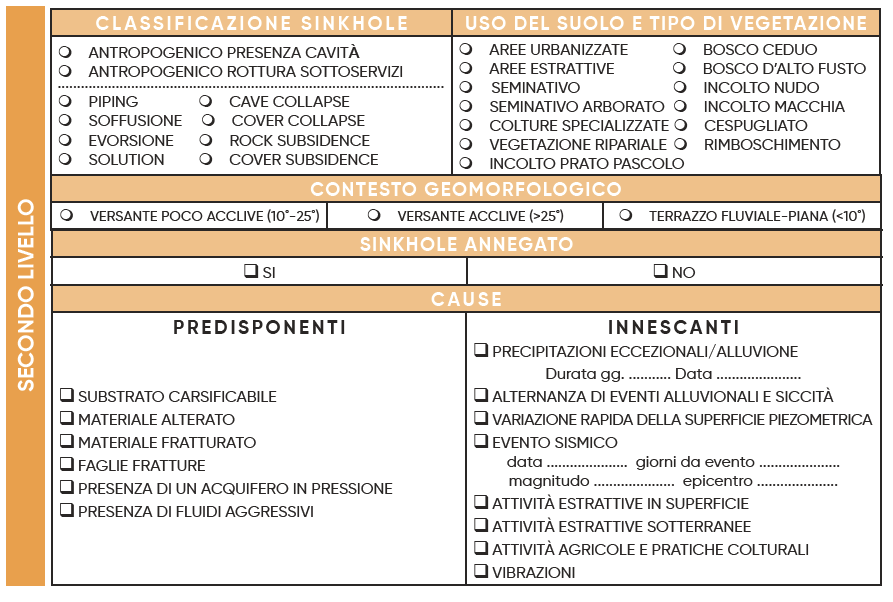 SECONDO LIVELLO
CLASSIFICAZIONE SINKHOLE
ANTROPOGENICO PRESENZA CAVITÀ
ANTROPOGENICO ROTTURA SOTTOSERVIZI
PIPING CAVE COLLAPSE
SOFFUSIONE COVER COLLAPSE
EVORSIONE ROCK SUBSIDENCE
SOLUTION COVER SUBSIDENCE
USO DEL SUOLO E TIPO DI VEGETAZIONE
AREE URBANIZZATE BOSCO CEDUO
AREE ESTRATTIVE BOSCO D'ALTO FUSTO
SEMINATIVO INCOLTO NUDO
SEMINATIVO ARBORATO INCOLTO MACCHIA
COLTURE SPECIALIZZATE CESPUGLIATO
VEGETAZIONE RIPARIALE RIMBOSCHIMENTO
INCOLTO PRATO PASCOLO
CONTESTO GEOMORFOLOGICO
VERSANTE POCO ACCLIVE (10°-25°) VERSANTE ACCLIVE (>25°) TERRAZZO FLUVIALE-PIANA (<10°)
SINKHOLE ANNEGATO
SI NO
CAUSE
PREDISPONENTI
SUBSTRATO CARSIFICABILE
MATERIALE ALTERATO
MATERIALE FRATTURATO
FAGLIE FRATTURE
PRESENZA DI UN ACQUIFERO IN PRESSIONE
PRESENZA DI FLUIDI AGGRESSIVI
INNESCANTI
PRECIPITAZIONI ECCEZIONALI/ALLUVIONE
Durata gg. ........... Data ......................
ALTERNANZA DI EVENTI ALLUVIONALI E SICCITÀ
VARIAZIONE RAPIDA DELLA SUPERFICIE PIEZOMETRICA
EVENTO SISMICO
data ..................... giorni da evento .....................
magnitudo ..................... epicentro .....................
ATTIVITÀ ESTRATTIVE IN SUPERFICIE
ATTIVITÀ ESTRATTIVE SOTTERRANEE
ATTIVITÀ AGRICOLE E PRATICHE COLTURALI
VIBRAZIONI